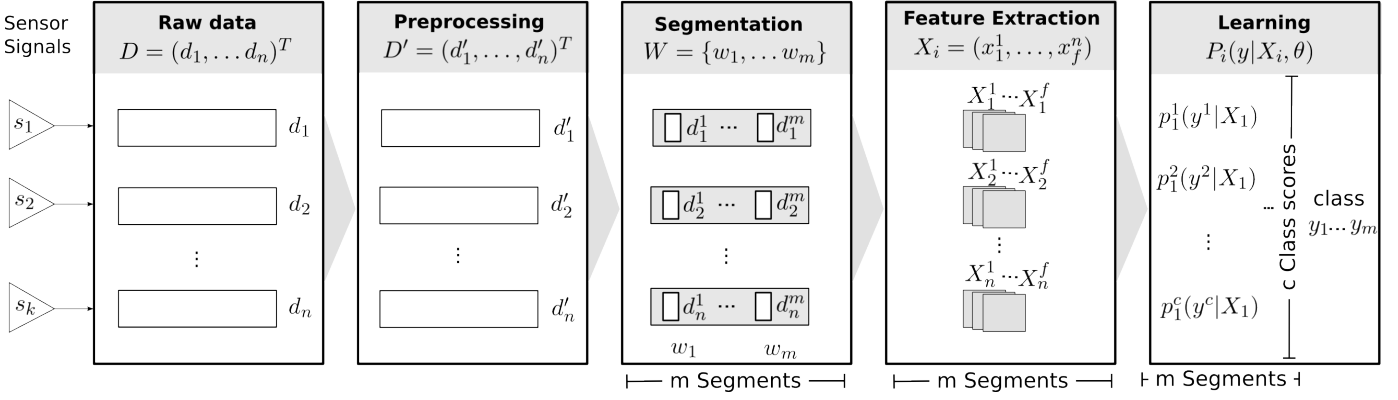 Sensor
Signals
s_1
s_2
s_k
Raw data
D = (d_1, . . . d_n)^T
d_1
d_2
⋮
d_n
Preprocessing
D′ = (d′_1, . . . , d′_n)^T
d′_1
d′_2
⋮
d′_n
Segmentation
W = {w_1, . . . w_m}
d_1^1 ··· d_1^m
d_2^1 ··· d_2^m
⋮
d_n^1 ··· d_n^m
w_1 w_m
m Segments
Feature Extraction
X_i = (x_1^1, . . . , x_f^n)
X_1^1 ··· X_1^f
X_2^1 ··· X_2^f
⋮
X_n^1 ··· X_n^f
m Segments
Learning
P_i(y|X_i, θ)
p_1^1(y^1|X_1)
p_1^2(y^2|X_1)
⋮
p_1^c(y^c|X_1)
...
c Class scores
class
y_1 ... y_m
m Segments